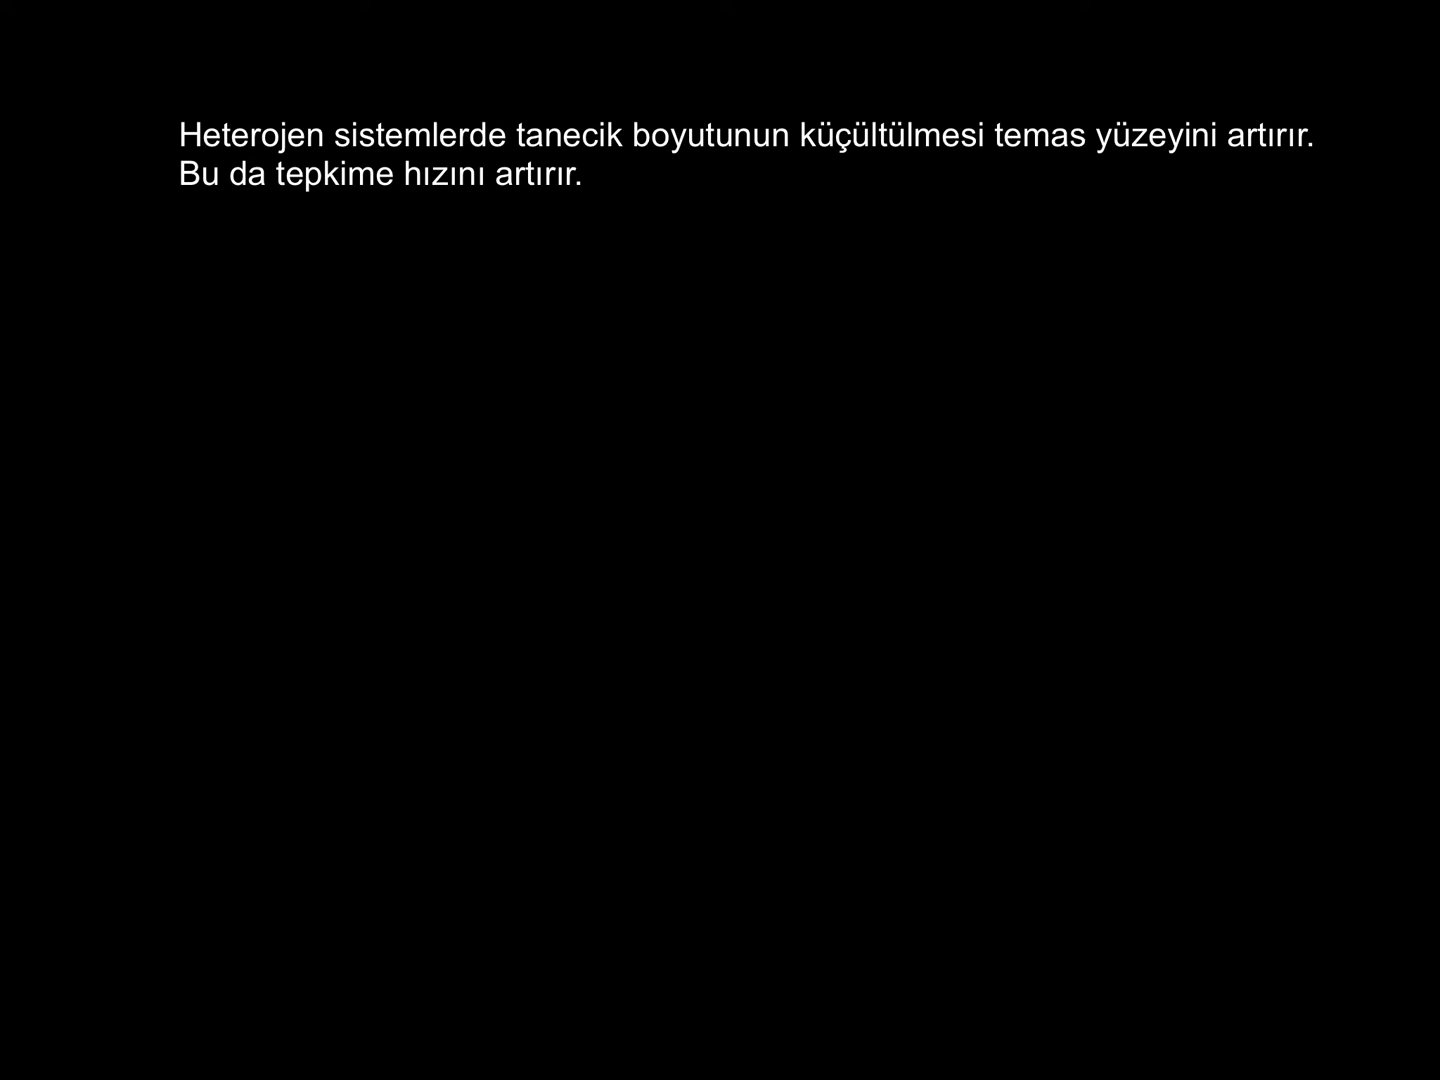 Heterojen sistemlerde tanecik boyutunun küçültülmesi temas yüzeyini artırır.
Bu da tepkime hızını artırır.